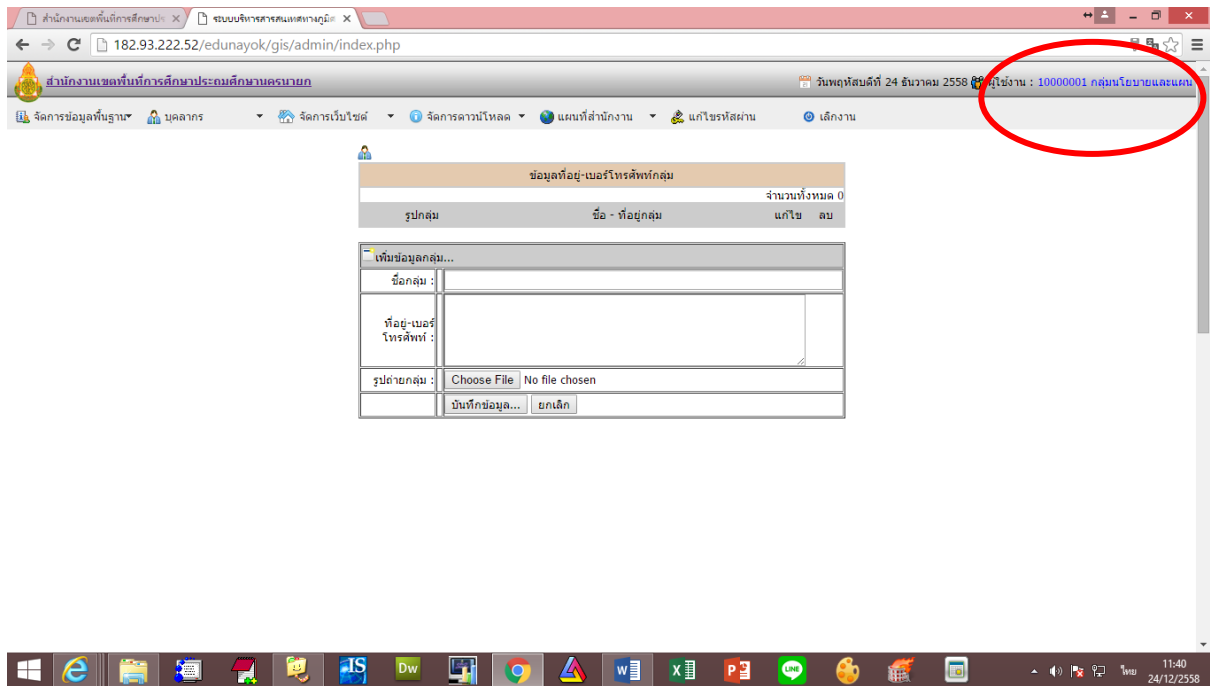 สำนักงานเขตพื้นที่การศึกษาประ
ระบบบริหารสารสนเทศทางภูมิศ
182.93.222.52/edunayok/gis/admin/index.php
สำนักงานเขตพื้นที่การศึกษาประถมศึกษานครนายก
วันพฤหัสบดีที่ 24 ธันวาคม 2558 ผู้ใช้งาน : 10000001 กลุ่มนโยบายและแผน
จัดการข้อมูลพื้นฐาน บุคลากร จัดการเว็บไซต์ จัดการดาวน์โหลด แผนที่สำนักงาน แก้ไขรหัสผ่าน เลิกงาน
ข้อมูลที่อยู่-เบอร์โทรศัพท์กลุ่ม
จำนวนทั้งหมด 0
รูปกลุ่ม ชื่อ - ที่อยู่กลุ่ม แก้ไข ลบ
เพิ่มข้อมูลกลุ่ม...
ชื่อกลุ่ม :
ที่อยู่-เบอร์
โทรศัพท์ :
รูปถ่ายกลุ่ม : Choose File No file chosen
บันทึกข้อมูล... ยกเลิก
IS Dw W X P LINE
ไทย
11:40
24/12/2558